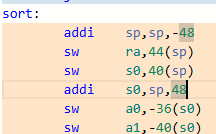 sort:
addi sp,sp,-48
sw ra,44(sp)
sw s0,40(sp)
addi s0,sp,48
sw a0,-36(s0)
sw a1,-40(s0)